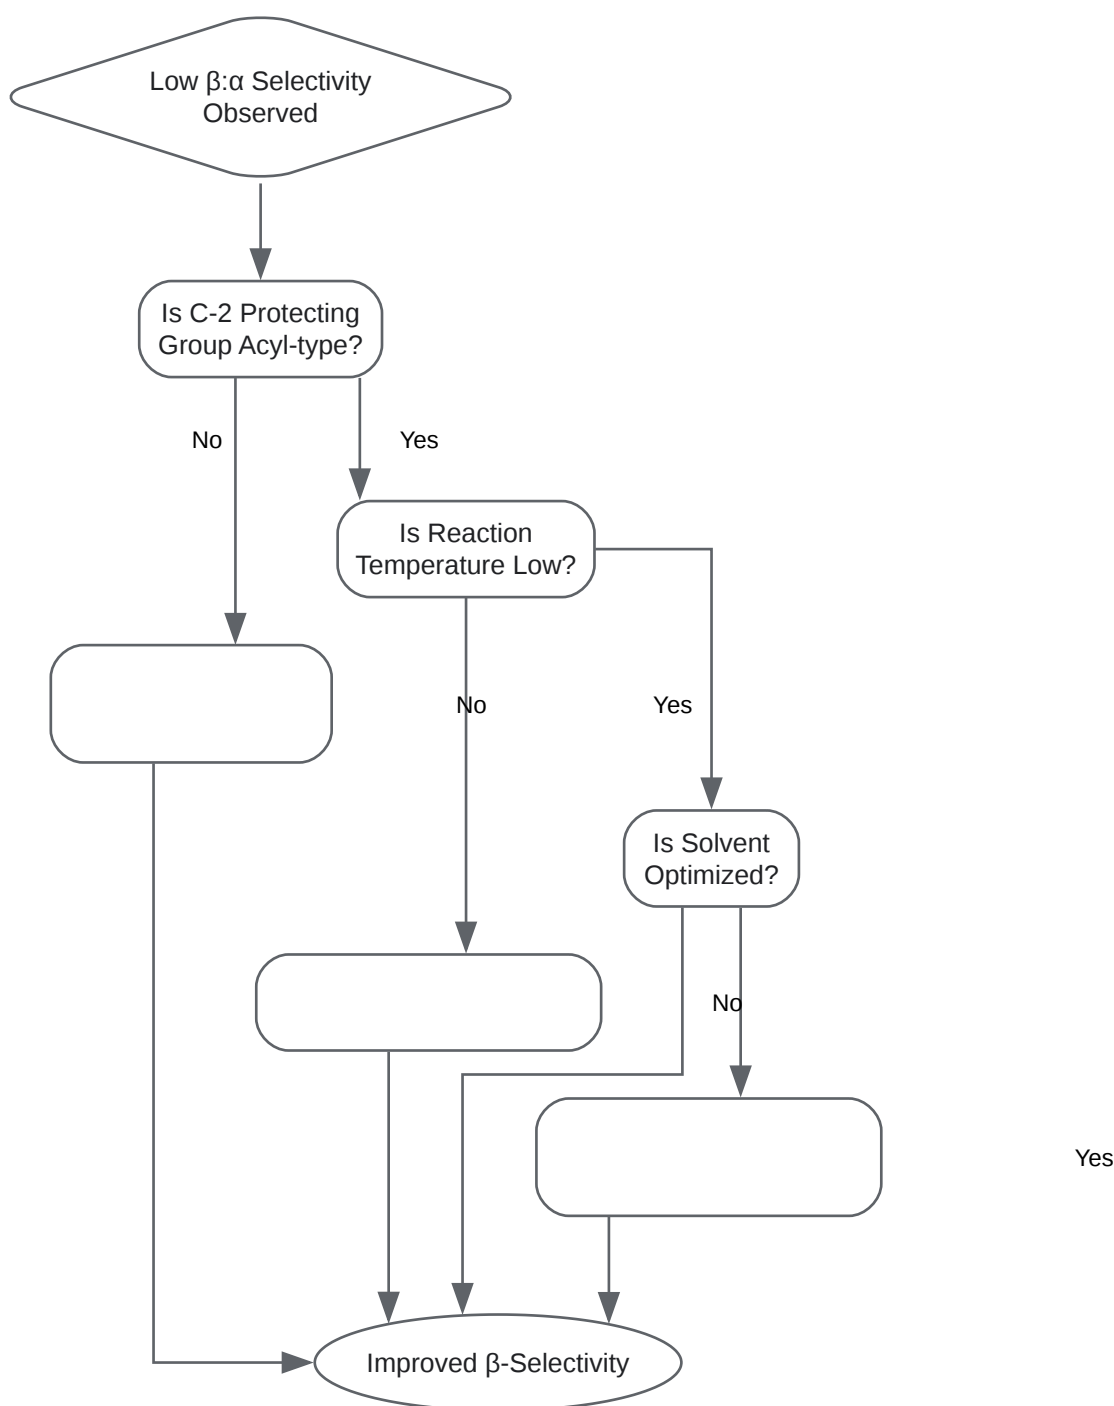 Low β:α Selectivity
Observed
Is C-2 Protecting
Group Acyl-type?
No
Yes
Is Reaction
Temperature Low?
No
Yes
Is Solvent
Optimized?
No
Yes
Improved β-Selectivity